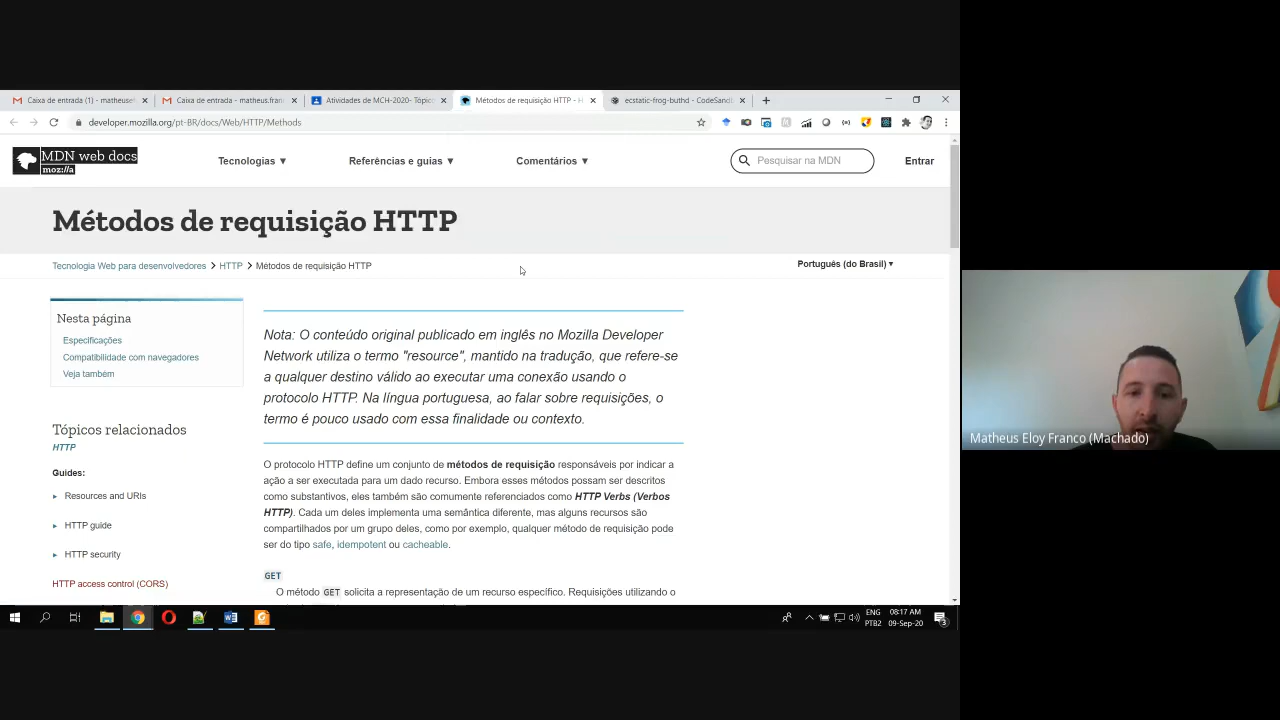 Caixa de entrada (1) - matheusel
Caixa de entrada - matheus.fran
Atividades de MCH-2020- Tópic
Métodos de requisição HTTP - H
ecstatic-frog-buthd - CodeSand
developer.mozilla.org/pt-BR/docs/Web/HTTP/Methods
MDN web docs
moz://a
Tecnologias ▼
Referências e guias ▼
Comentários ▼
Pesquisar na MDN
Entrar
Métodos de requisição HTTP
Tecnologia Web para desenvolvedores > HTTP > Métodos de requisição HTTP
Português (do Brasil) ▾
Nesta página
Especificações
Compatibilidade com navegadores
Veja também
Tópicos relacionados
HTTP
Guides:
▸ Resources and URIs
▸ HTTP guide
▸ HTTP security
HTTP access control (CORS)
Nota: O conteúdo original publicado em inglês no Mozilla Developer
Network utiliza o termo "resource", mantido na tradução, que refere-se
a qualquer destino válido ao executar uma conexão usando o
protocolo HTTP. Na língua portuguesa, ao falar sobre requisições, o
termo é pouco usado com essa finalidade ou contexto.
O protocolo HTTP define um conjunto de métodos de requisição responsáveis por indicar a
ação a ser executada para um dado recurso. Embora esses métodos possam ser descritos
como substantivos, eles também são comumente referenciados como HTTP Verbs (Verbos
HTTP). Cada um deles implementa uma semântica diferente, mas alguns recursos são
compartilhados por um grupo deles, como por exemplo, qualquer método de requisição pode
ser do tipo safe, idempotent ou cacheable.
GET
O método GET solicita a representação de um recurso específico. Requisições utilizando o
ENG
PTB2
08:17 AM
09-Sep-20
3
Matheus Eloy Franco (Machado)